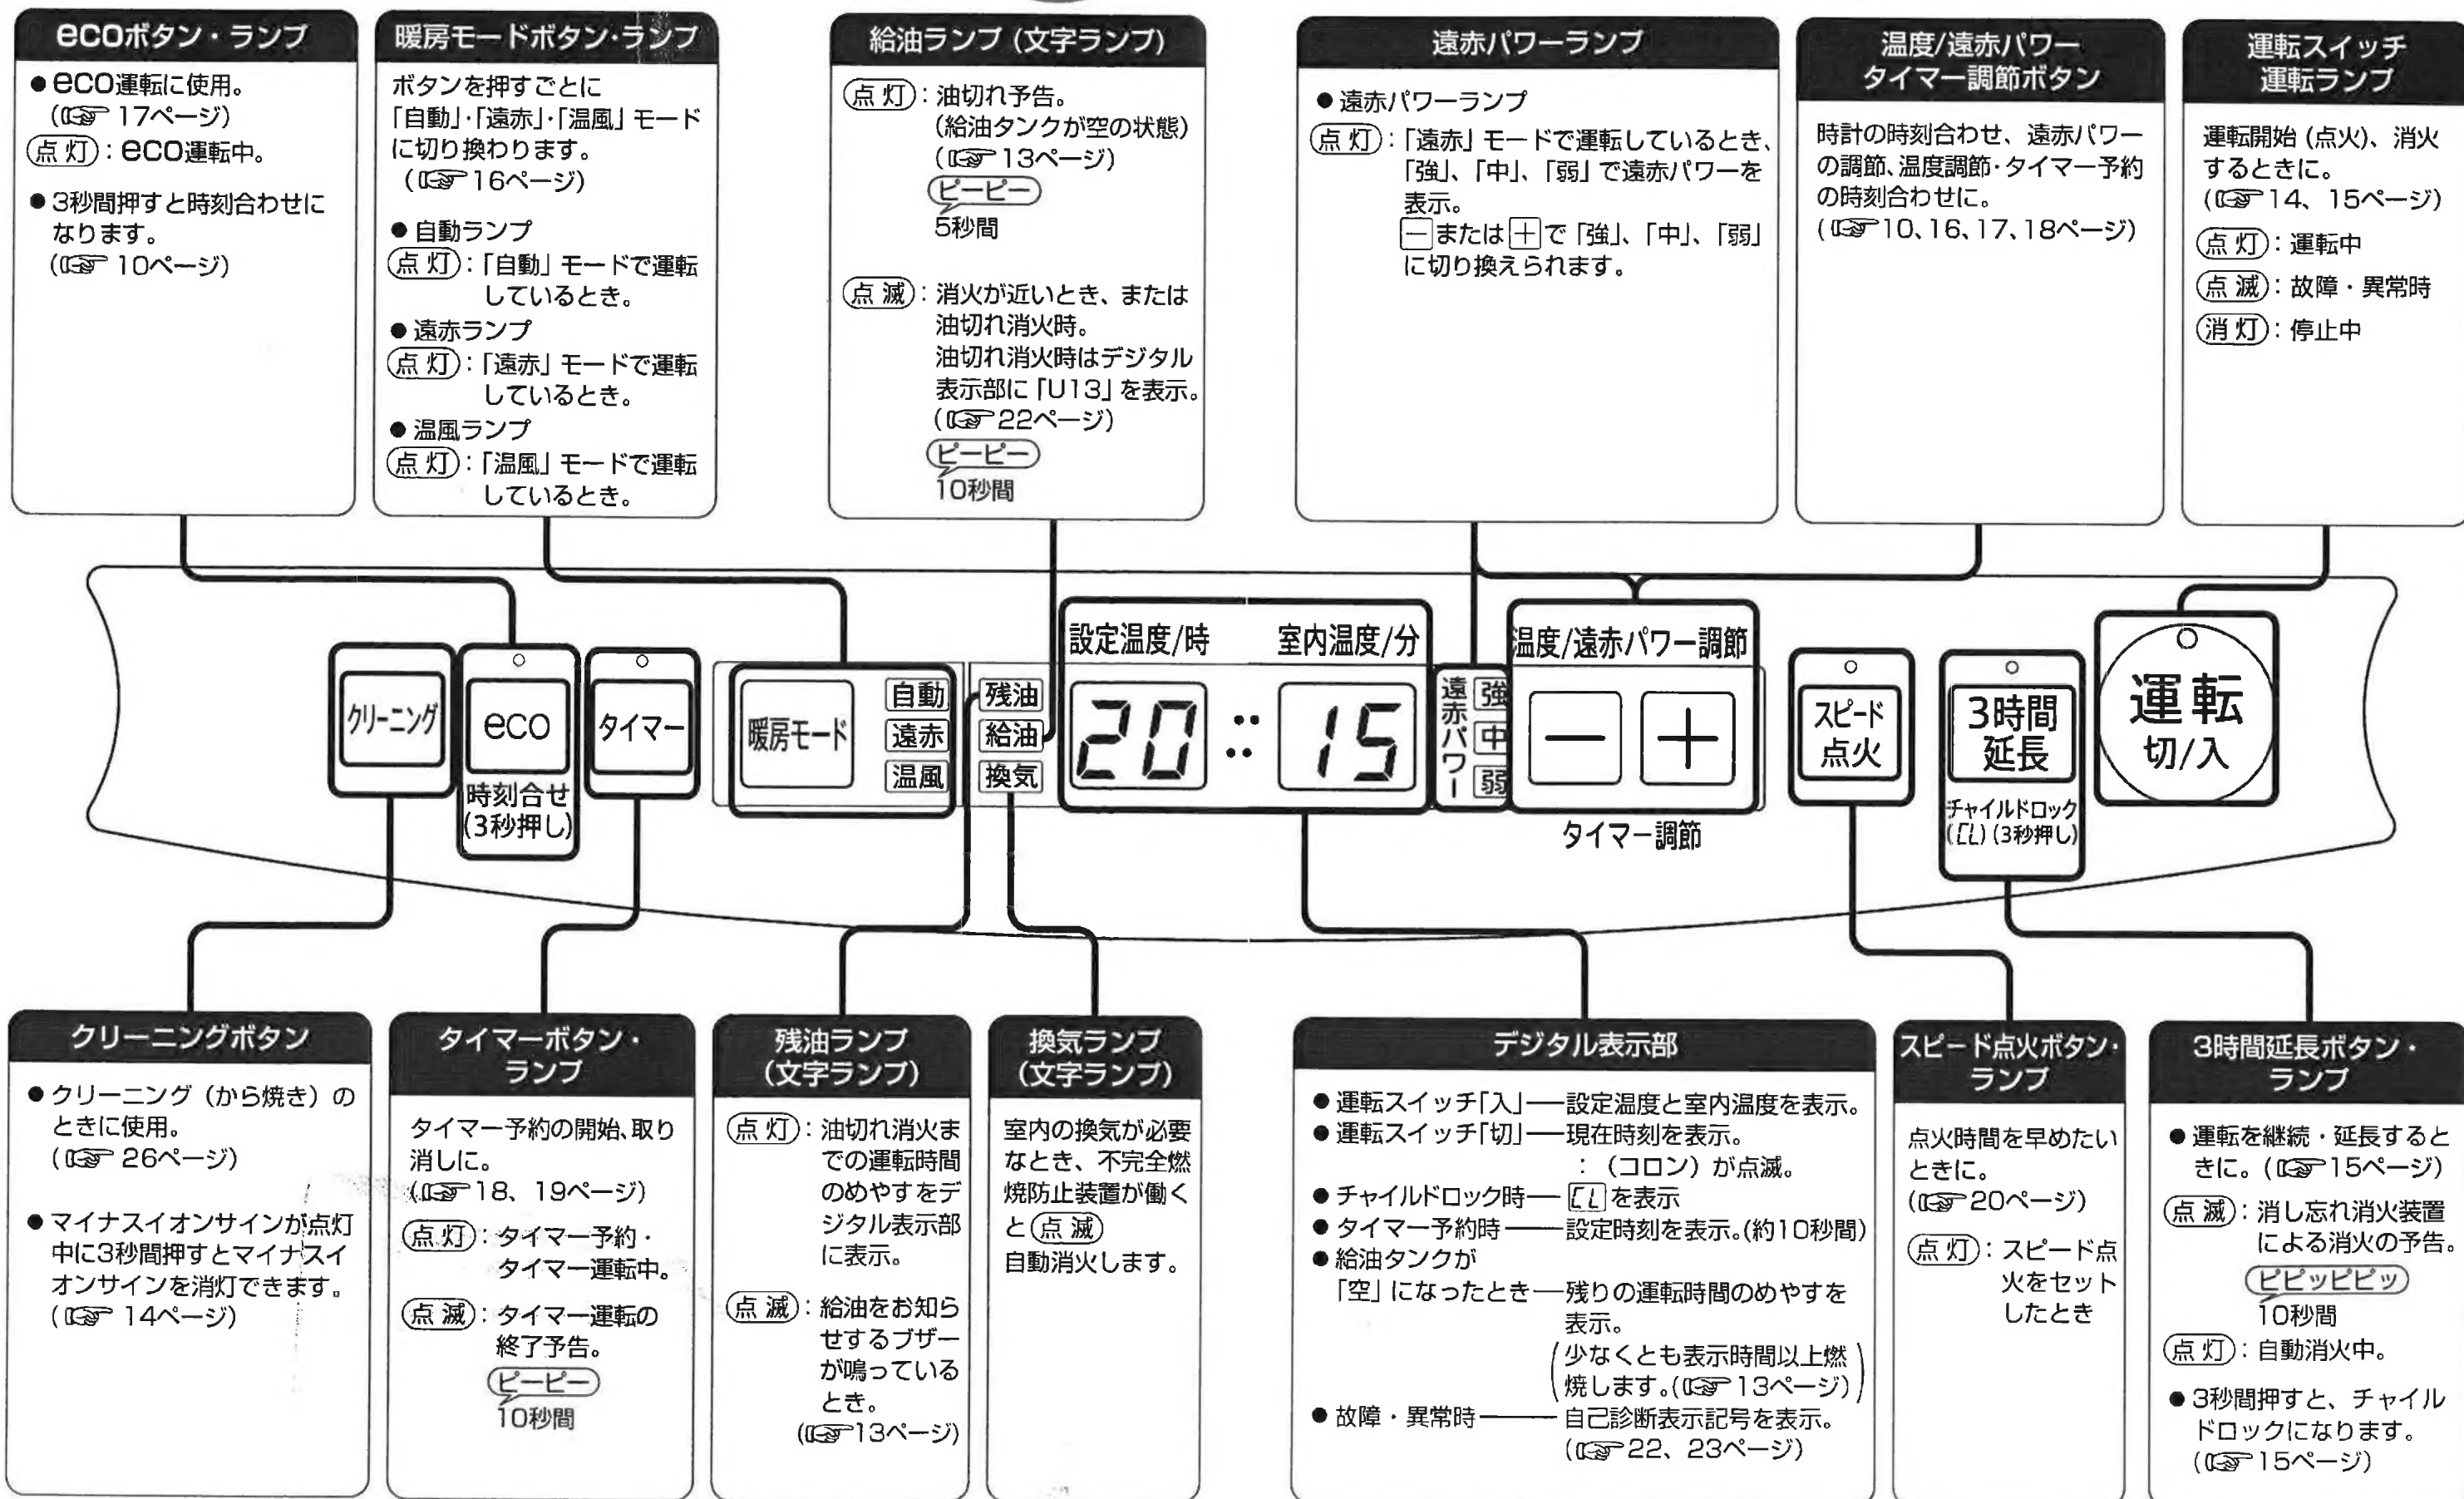 ecoボタン・ランプ
● eco運転に使用。
(☞ 17ページ)
点灯：eco運転中。
● 3秒間押すと時刻合わせに
なります。
(☞ 10ページ)
暖房モードボタン・ランプ
ボタンを押すごとに
「自動」・「遠赤」・「温風」モード
に切り換わります。
(☞ 16ページ)
● 自動ランプ
点灯：「自動」モードで運転
しているとき。
● 遠赤ランプ
点灯：「遠赤」モードで運転
しているとき。
● 温風ランプ
点灯：「温風」モードで運転
しているとき。
給油ランプ (文字ランプ)
点灯：油切れ予告。
(給油タンクが空の状態)
(☞ 13ページ)
ピーピー
5秒間
点滅：消火が近いとき、または
油切れ消火時。
油切れ消火時はデジタル
表示部に「U13」を表示。
(☞ 22ページ)
ピーピー
10秒間
遠赤パワーランプ
● 遠赤パワーランプ
点灯：「遠赤」モードで運転しているとき、
「強」、「中」、「弱」で遠赤パワーを
表示。
－または＋で「強」、「中」、「弱」
に切り換えられます。
温度/遠赤パワー
タイマー調節ボタン
時計の時刻合わせ、遠赤パワー
の調節、温度調節・タイマー予約
の時刻合わせに。
(☞10、16、17、18ページ)
運転スイッチ
運転ランプ
運転開始 (点火)、消火
するときに。
(☞14、15ページ)
点灯：運転中
点滅：故障・異常時
消灯：停止中
クリーニング
eco
時刻合せ
(3秒押し)
タイマー
暖房モード
自動
遠赤
温風
残油
給油
換気
設定温度/時
室内温度/分
20 :: 15
遠赤パワー
強
中
弱
温度/遠赤パワー調節
－ ＋
タイマー調節
スピード
点火
3時間
延長
チャイルドロック
(CL) (3秒押し)
運転
切/入
クリーニングボタン
● クリーニング（から焼き）の
ときに使用。
(☞ 26ページ)
● マイナスイオンサインが点灯
中に3秒間押すとマイナスイ
オンサインを消灯できます。
(☞ 14ページ)
タイマーボタン・
ランプ
タイマー予約の開始、取り
消しに。
(☞18、19ページ)
点灯：タイマー予約・
タイマー運転中。
点滅：タイマー運転の
終了予告。
ピーピー
10秒間
残油ランプ
(文字ランプ)
点灯：油切れ消火ま
での運転時間
のめやすをデ
ジタル表示部
に表示。
点滅：給油をお知ら
せするブザー
が鳴っている
とき。
(☞13ページ)
換気ランプ
(文字ランプ)
室内の換気が必要
なとき、不完全燃
焼防止装置が働く
と点滅
自動消火します。
デジタル表示部
● 運転スイッチ「入」──設定温度と室内温度を表示。
● 運転スイッチ「切」──現在時刻を表示。
：（コロン）が点滅。
● チャイルドロック時──CLを表示
● タイマー予約時───設定時刻を表示。(約10秒間)
● 給油タンクが
「空」になったとき──残りの運転時間のめやすを
表示。
(少なくとも表示時間以上燃
焼します。(☞13ページ))
● 故障・異常時────自己診断表示記号を表示。
(☞22、23ページ)
スピード点火ボタン・
ランプ
点火時間を早めたい
ときに。
(☞20ページ)
点灯：スピード点
火をセット
したとき
3時間延長ボタン・
ランプ
● 運転を継続・延長すると
きに。(☞15ページ)
点滅：消し忘れ消火装置
による消火の予告。
ピピッピピッ
10秒間
点灯：自動消火中。
● 3秒間押すと、チャイル
ドロックになります。
(☞15ページ)